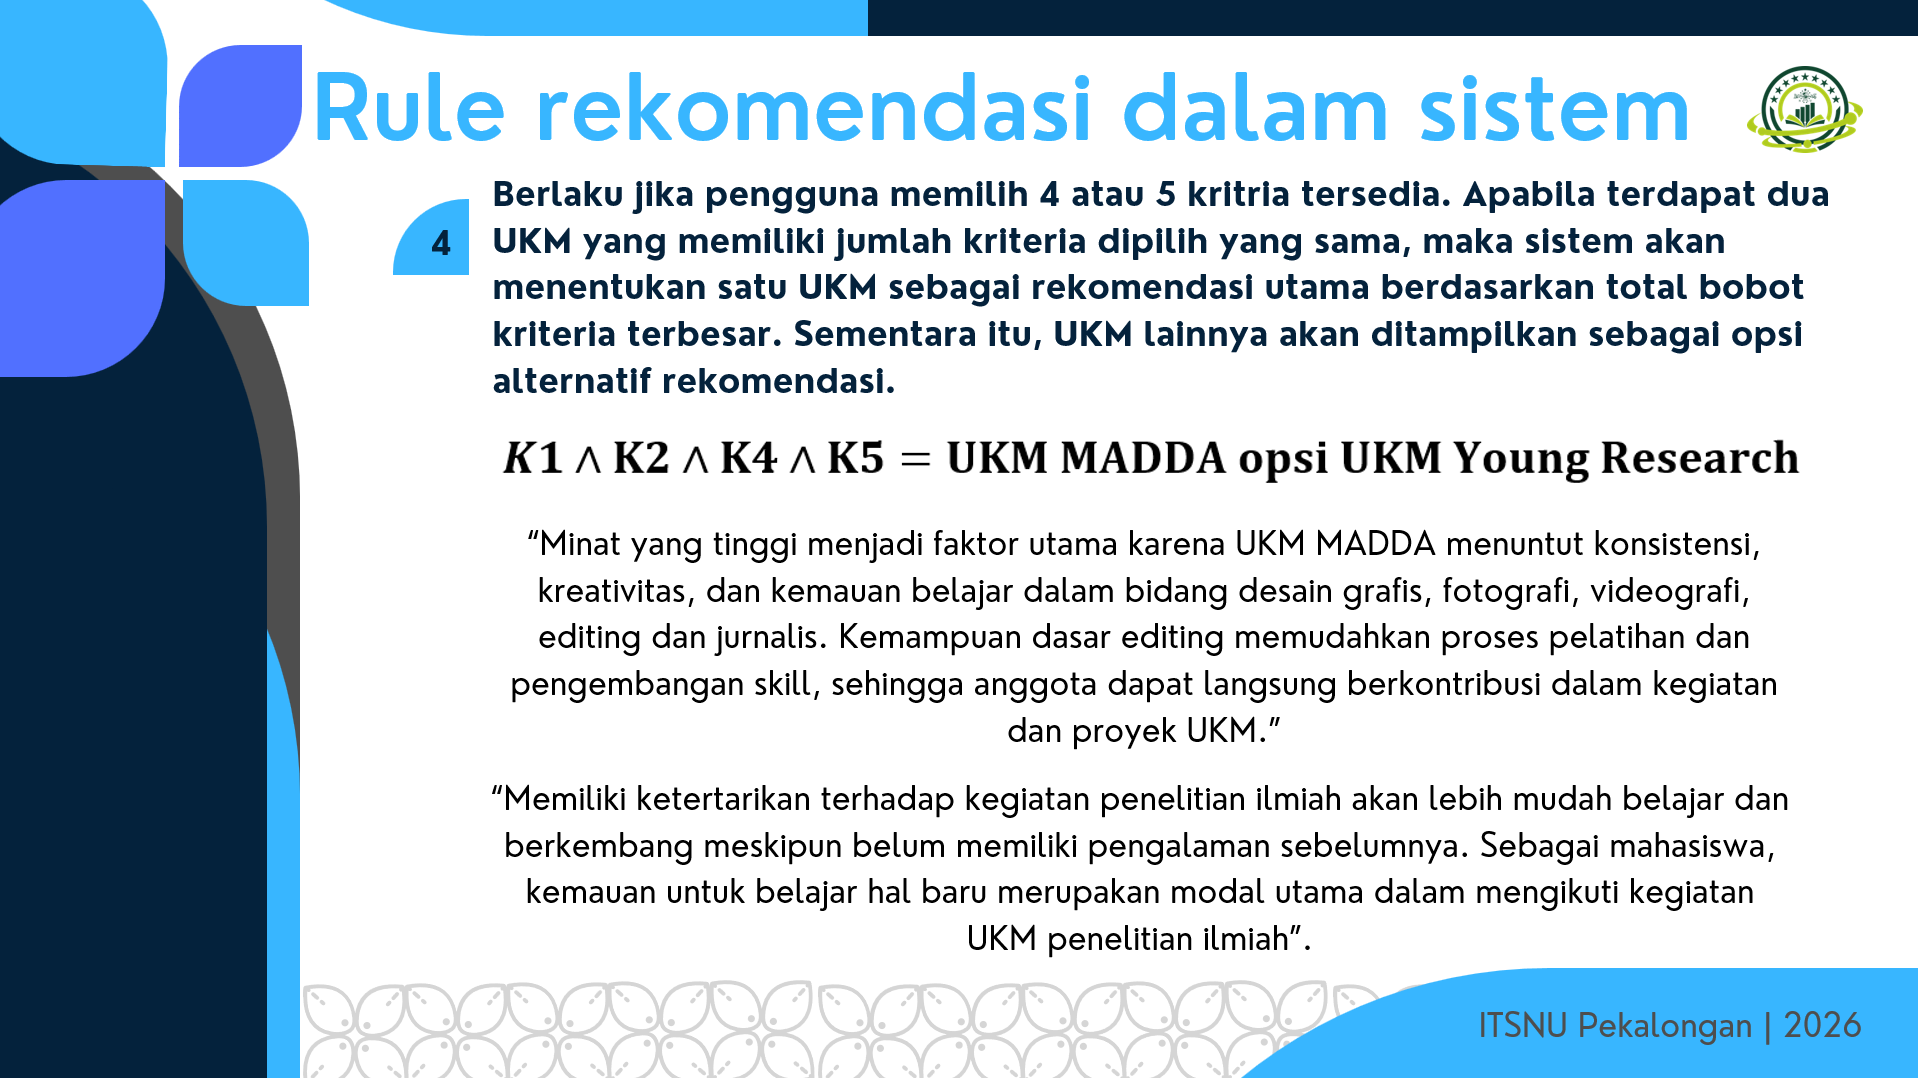 Rule rekomendasi dalam sistem
4
Berlaku jika pengguna memilih 4 atau 5 kritria tersedia. Apabila terdapat dua
UKM yang memiliki jumlah kriteria dipilih yang sama, maka sistem akan
menentukan satu UKM sebagai rekomendasi utama berdasarkan total bobot
kriteria terbesar. Sementara itu, UKM lainnya akan ditampilkan sebagai opsi
alternatif rekomendasi.
K1 ∧ K2 ∧ K4 ∧ K5 = UKM MADDA opsi UKM Young Research
“Minat yang tinggi menjadi faktor utama karena UKM MADDA menuntut konsistensi,
kreativitas, dan kemauan belajar dalam bidang desain grafis, fotografi, videografi,
editing dan jurnalis. Kemampuan dasar editing memudahkan proses pelatihan dan
pengembangan skill, sehingga anggota dapat langsung berkontribusi dalam kegiatan
dan proyek UKM.”
“Memiliki ketertarikan terhadap kegiatan penelitian ilmiah akan lebih mudah belajar dan
berkembang meskipun belum memiliki pengalaman sebelumnya. Sebagai mahasiswa,
kemauan untuk belajar hal baru merupakan modal utama dalam mengikuti kegiatan
UKM penelitian ilmiah”.
ITSNU Pekalongan | 2026